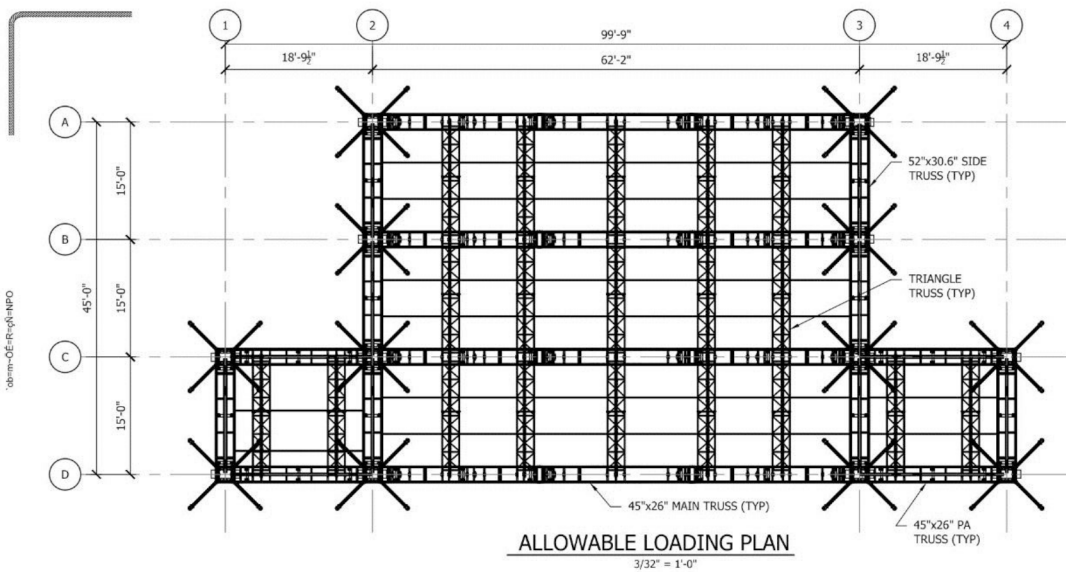 1
2
3
4
99'-9"
18'-9½"
62'-2"
18'-9½"
A
B
C
D
15'-0"
15'-0"
15'-0"
45'-0"
52"x30.6" SIDE
TRUSS (TYP)
TRIANGLE
TRUSS (TYP)
45"x26" MAIN TRUSS (TYP)
45"x26" PA
TRUSS (TYP)
ALLOWABLE LOADING PLAN
3/32" = 1'-0"